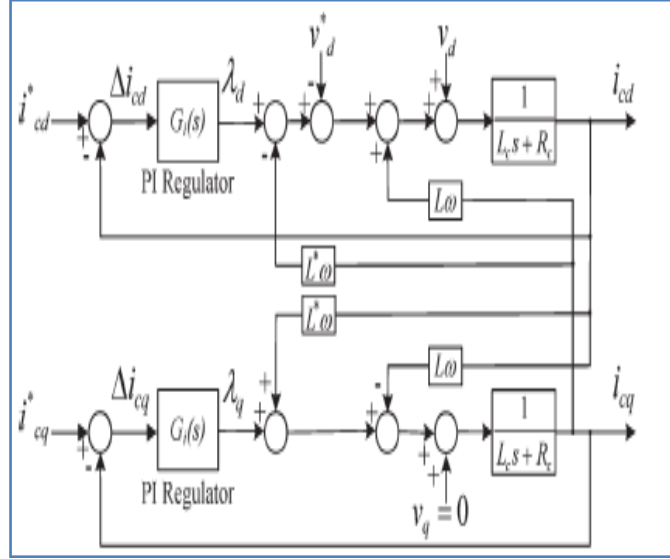 v*d
vd
i*cd
Δicd
λd
Gi(s)
PI Regulator
1
Lcs + Rc
icd
+
-
+
-
+
-
+
+
+
+
Lω
L*ω
L*ω
Lω
i*cq
Δicq
λq
Gi(s)
PI Regulator
1
Lcs + Rc
icq
+
-
+
+
+
-
+
+
vq = 0